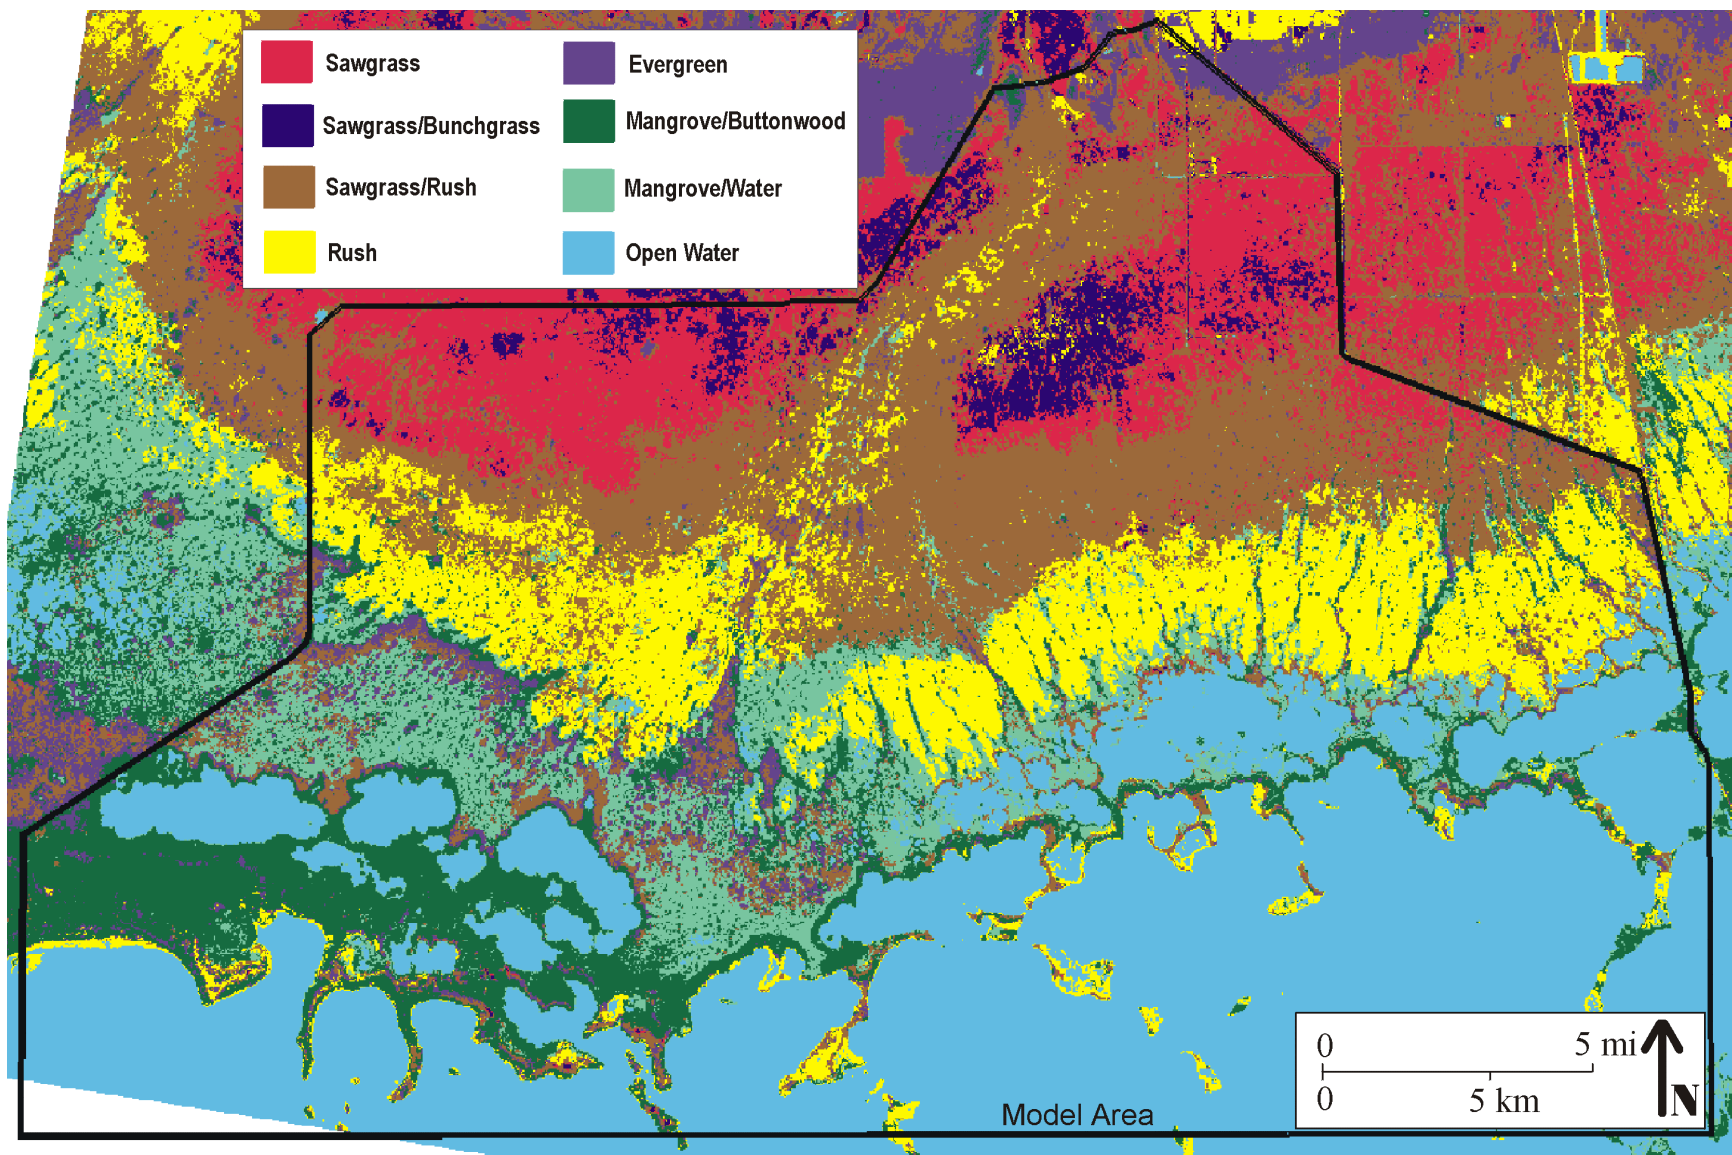 Sawgrass
Evergreen
Sawgrass/Bunchgrass
Mangrove/Buttonwood
Sawgrass/Rush
Mangrove/Water
Rush
Open Water
0
5 mi
0
5 km
N
Model Area